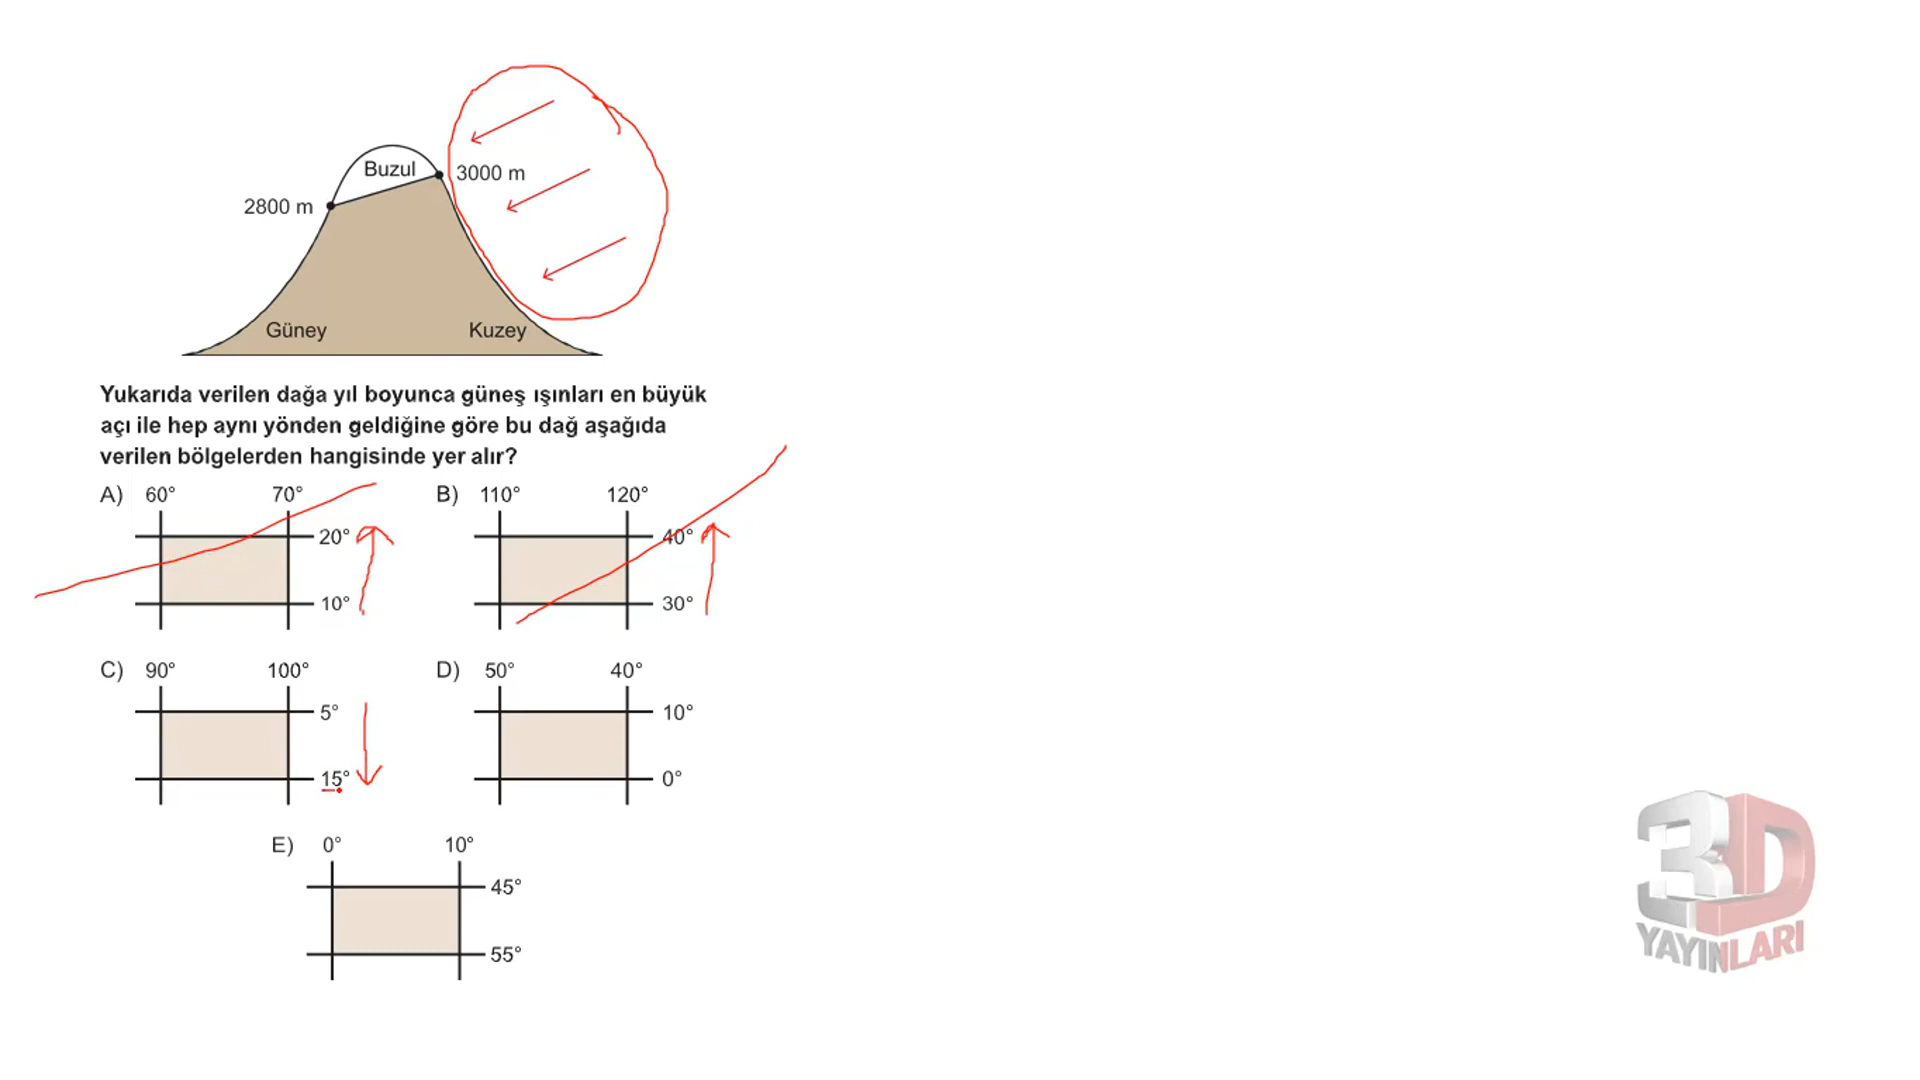 Buzul
3000 m
2800 m
Güney
Kuzey
Yukarıda verilen dağa yıl boyunca güneş ışınları en büyük
açı ile hep aynı yönden geldiğine göre bu dağ aşağıda
verilen bölgelerden hangisinde yer alır?
A) 60° 70°
20°
10°
B) 110° 120°
40°
30°
C) 90° 100°
5°
15°
D) 50° 40°
10°
0°
E) 0° 10°
45°
55°
3D
YAYINLARI